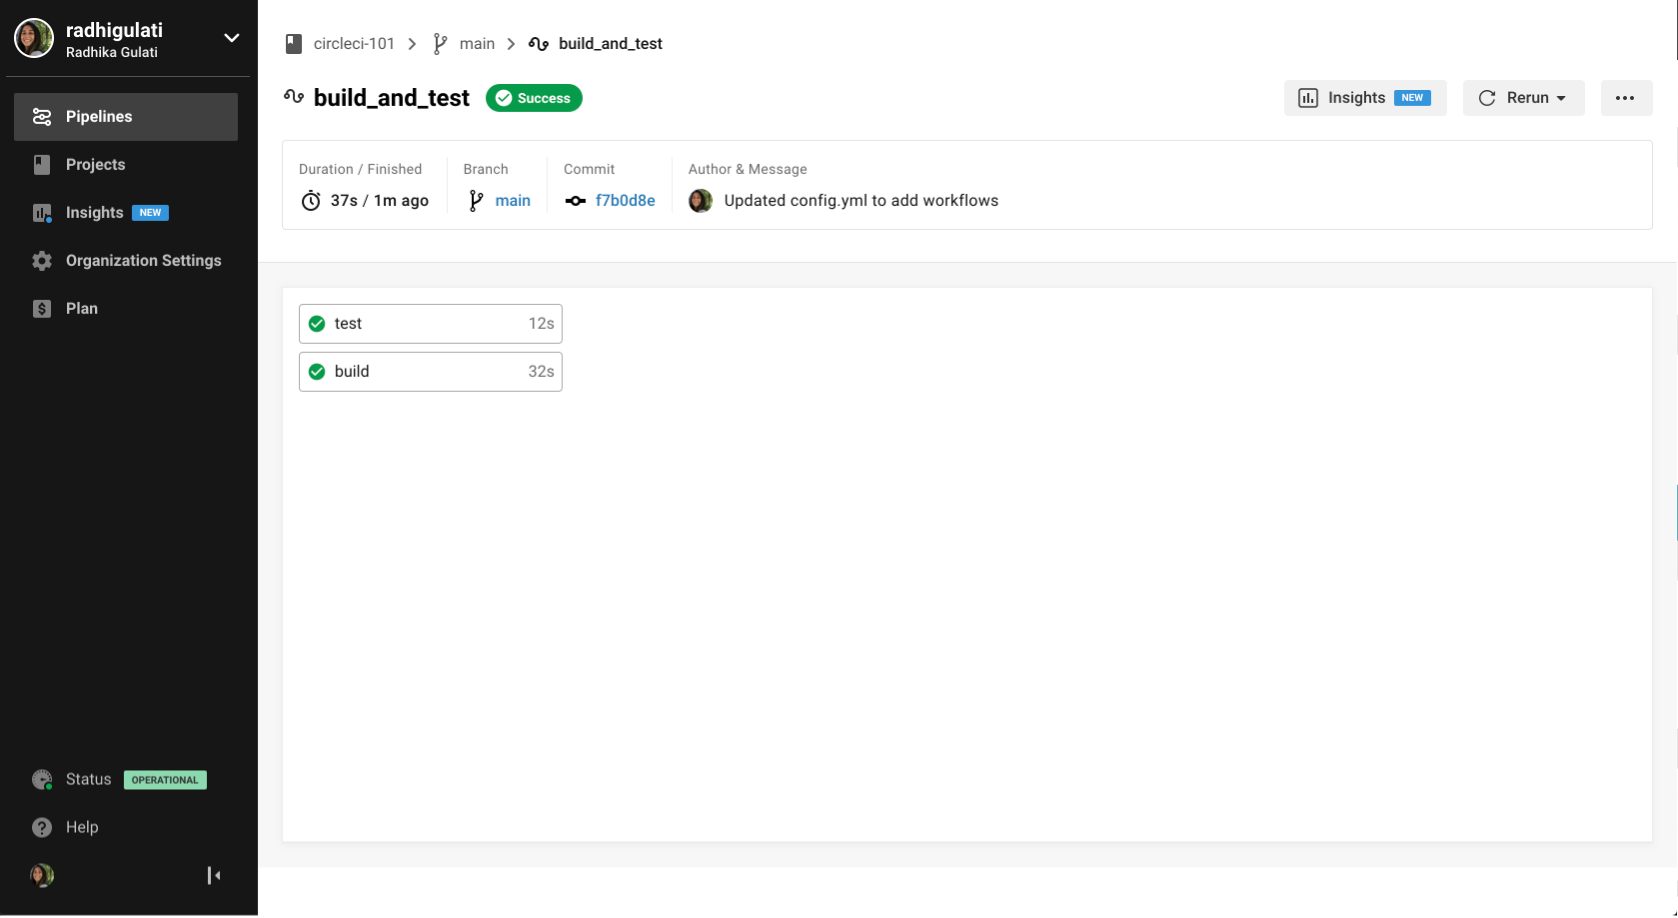 radhigulati
Radhika Gulati
Pipelines
Projects
Insights NEW
Organization Settings
Plan
Status OPERATIONAL
Help
circleci-101 main build_and_test
build_and_test Success
Insights NEW Rerun
Duration / Finished Branch Commit Author & Message
37s / 1m ago main f7b0d8e Updated config.yml to add workflows
test 12s
build 32s